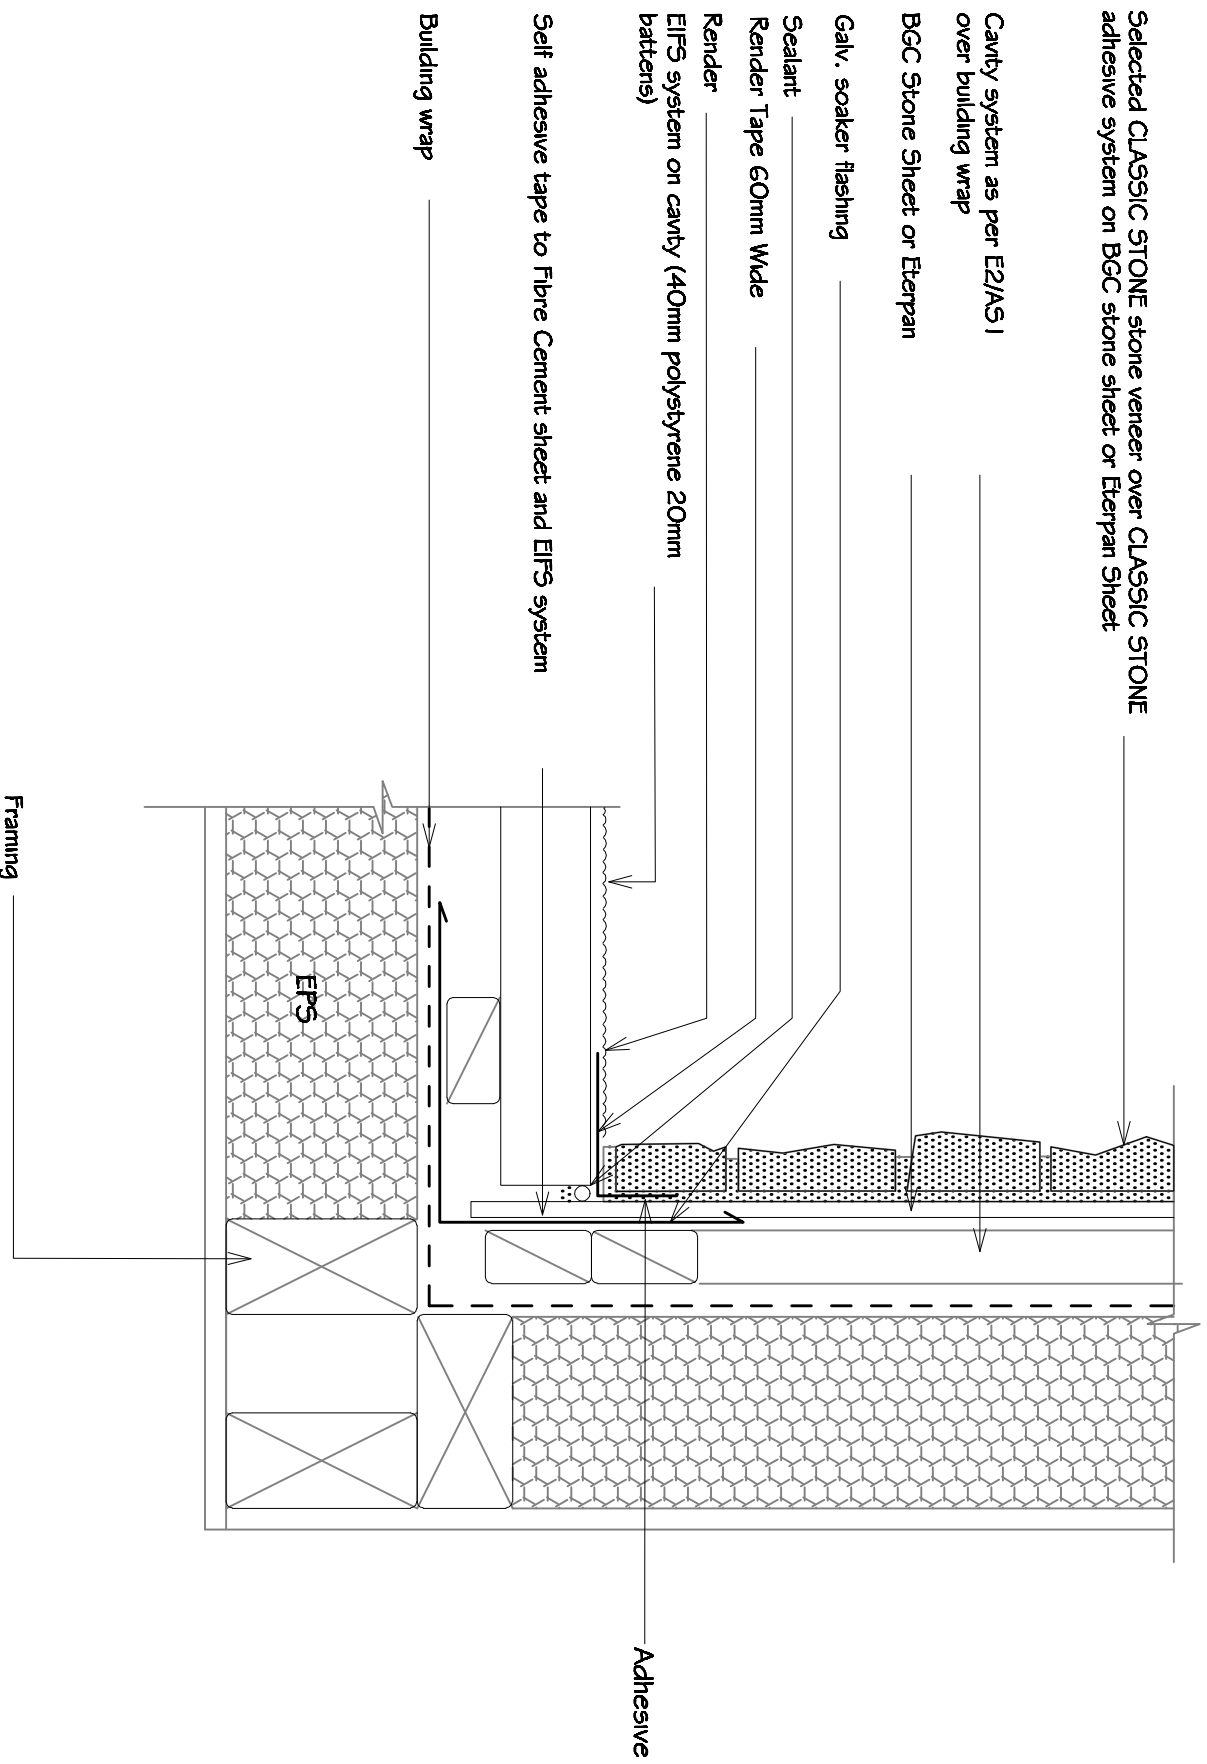 Selected CLASSIC STONE stone veneer over CLASSIC STONE
adhesive system on BGC stone sheet or Eterpan Sheet
Cavity system as per E2/AS1
over building wrap
BGC Stone Sheet or Eterpan
Galv. soaker flashing
Sealant
Render Tape 60mm Wide
Render
EIFS system on cavity (40mm polystyrene 20mm
battens)
Self adhesive tape to Fibre Cement sheet and EIFS system
Building wrap
EPS
Framing
Adhesive